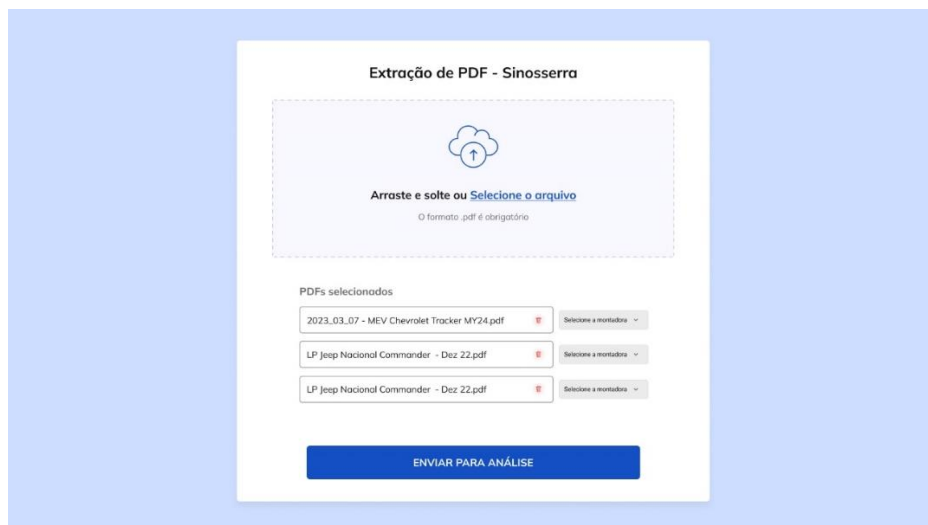 Extração de PDF - Sinosserra
Arraste e solte ou Selecione o arquivo
O formato .pdf é obrigatório
PDFs selecionados
2023_03_07 - MEV Chevrolet Tracker MY24.pdf Selecione a montadora
LP Jeep Nacional Commander - Dez 22.pdf Selecione a montadora
LP Jeep Nacional Commander - Dez 22.pdf Selecione a montadora
ENVIAR PARA ANÁLISE